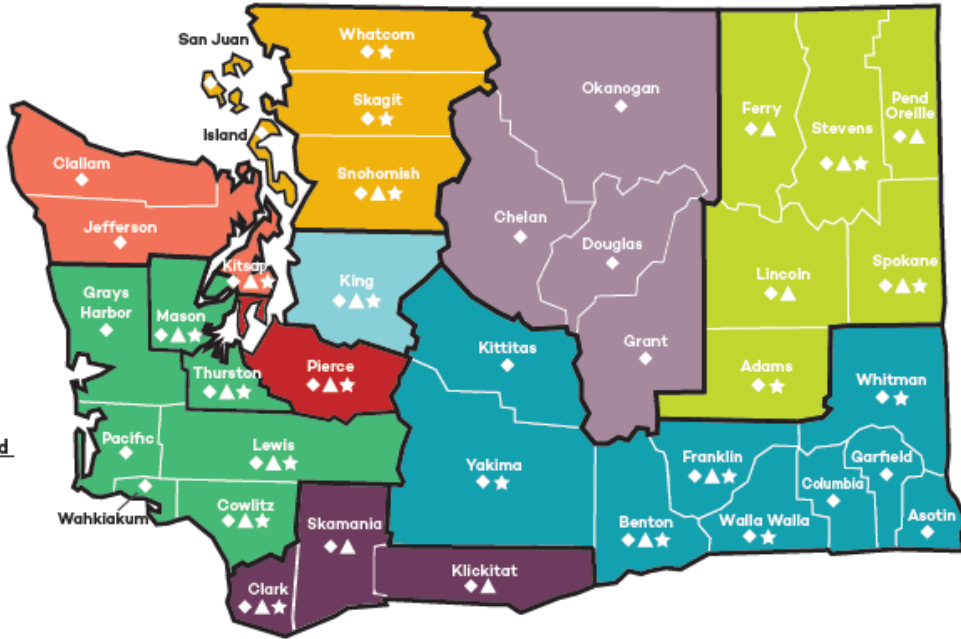 Whatcom
San Juan
Okanogan
Skagit
Pend
Oreille
Ferry
Stevens
Island
Clallam
Snohomish
Chelan
Jefferson
Douglas
Kitsap
King
Lincoln
Spokane
Grays
Harbor
Mason
Kittitas
Grant
Thurston
Pierce
Adams
Whitman
Pacific
d
Lewis
Franklin
Garfield
Yakima
Columbia
Wahkiakum
Cowlitz
Skamania
Benton
Walla Walla
Asotin
Klickitat
Clark